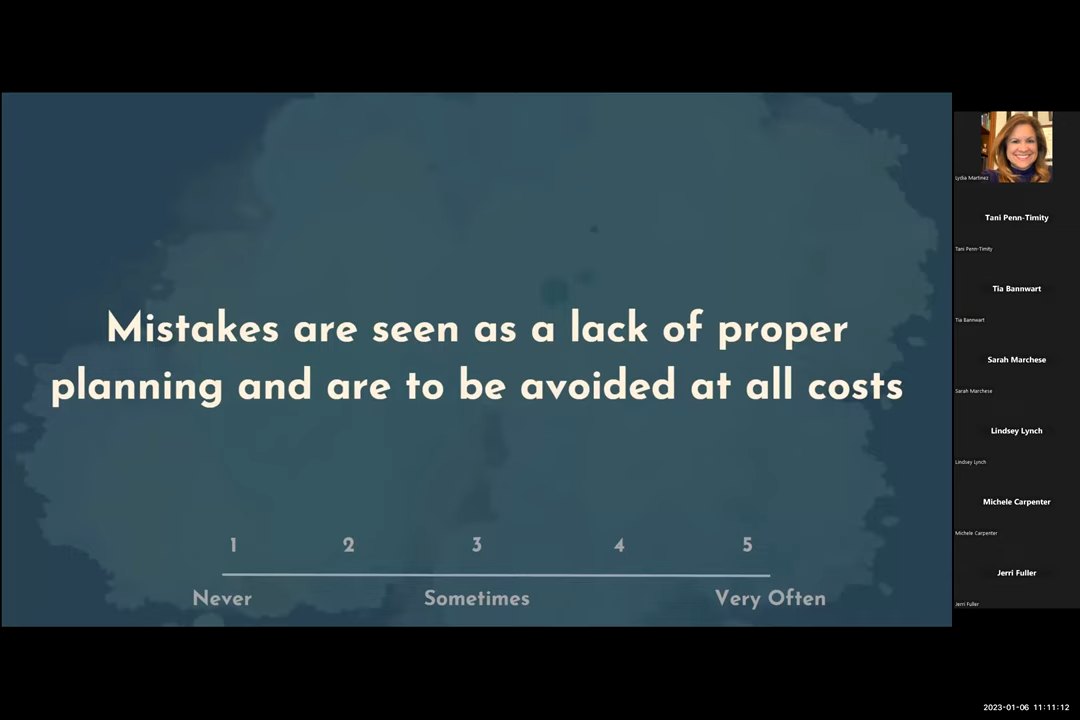 Mistakes are seen as a lack of proper
planning and are to be avoided at all costs
1 2 3 4 5
Never Sometimes Very Often
Lydia Martinez
Tani Penn-Timity
Tani Penn-Timity
Tia Bannwart
Tia Bannwart
Sarah Marchese
Sarah Marchese
Lindsey Lynch
Lindsey Lynch
Michele Carpenter
Michele Carpenter
Jerri Fuller
Jerri Fuller
2023-01-06 11:11:12